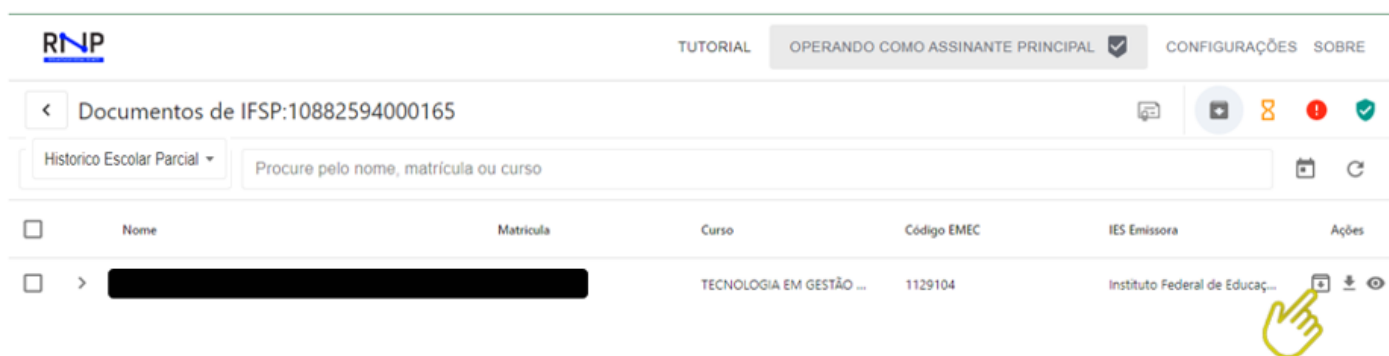 RNP
TUTORIAL OPERANDO COMO ASSINANTE PRINCIPAL CONFIGURAÇÕES SOBRE
Documentos de IFSP:10882594000165
Historico Escolar Parcial Procure pelo nome, matrícula ou curso
Nome Matricula Curso Código EMEC IES Emissora Ações
TECNOLOGIA EM GESTÃO ... 1129104 Instituto Federal de Educaç...